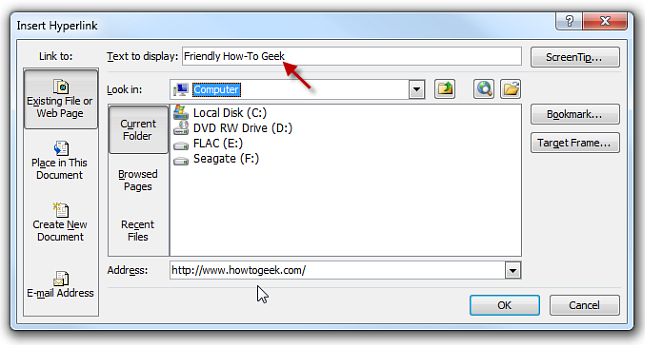 Insert Hyperlink
Link to:
Text to display: Friendly How-To Geek
ScreenTip...
Existing File or
Web Page
Look in: Computer
Place in This
Document
Create New
Document
E-mail Address
Current
Folder
Browsed
Pages
Recent
Files
Local Disk (C:)
DVD RW Drive (D:)
FLAC (E:)
Seagate (F:)
Bookmark...
Target Frame...
Address: http://www.howtogeek.com/
OK
Cancel